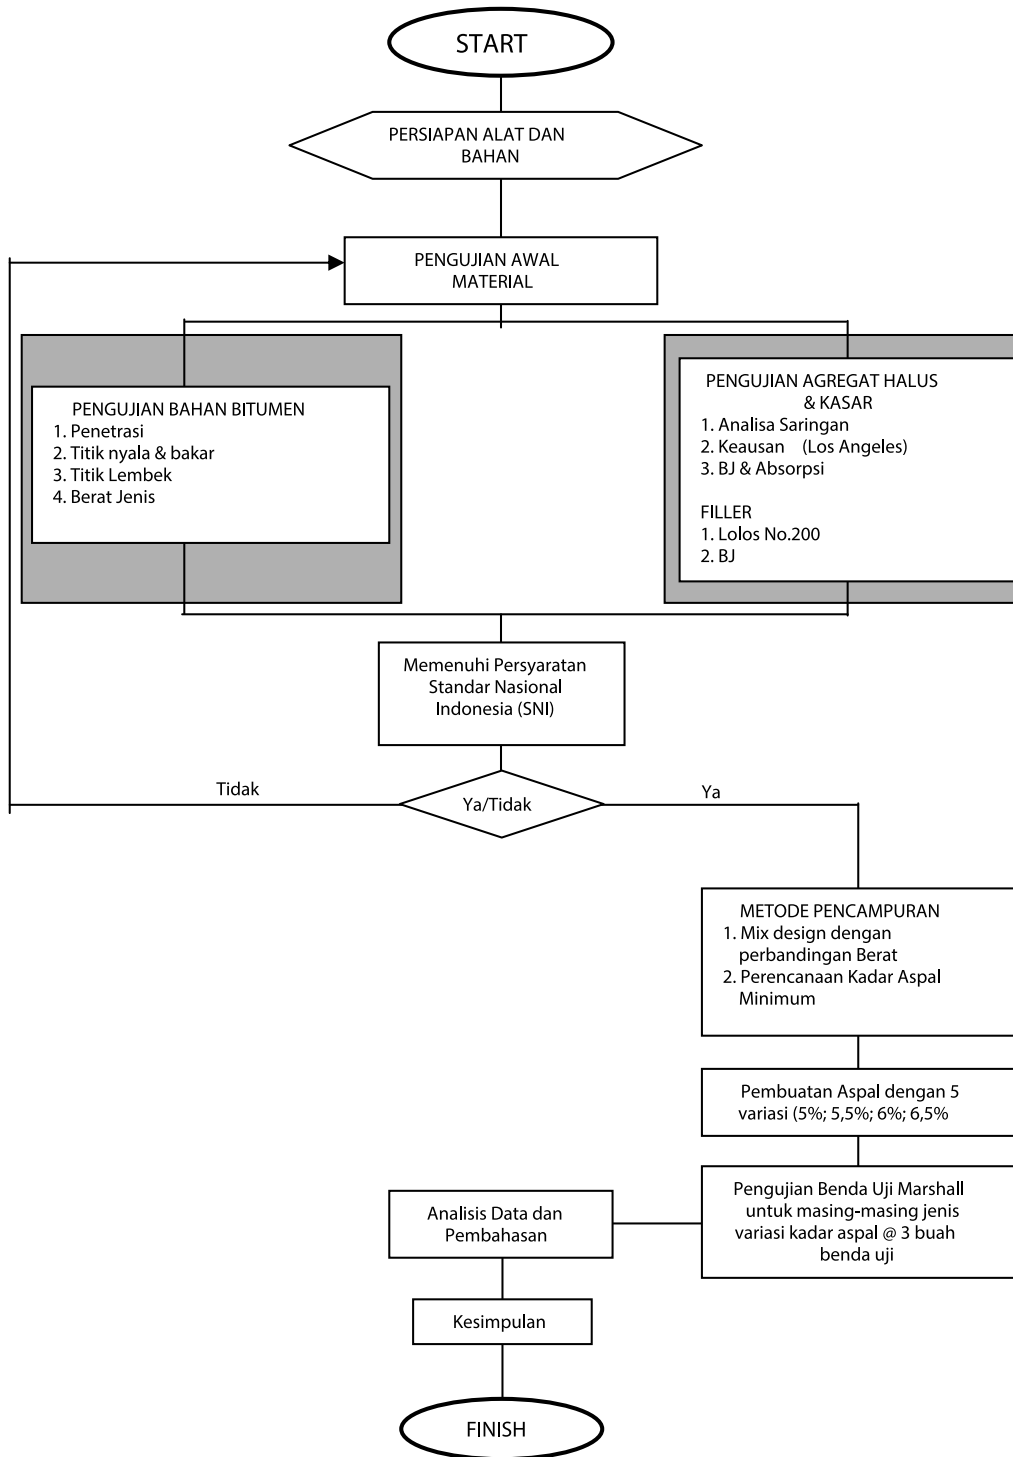 START
PERSIAPAN ALAT DAN
BAHAN
PENGUJIAN AWAL
MATERIAL
PENGUJIAN BAHAN BITUMEN
1. Penetrasi
2. Titik nyala & bakar
3. Titik Lembek
4. Berat Jenis
PENGUJIAN AGREGAT HALUS
& KASAR
1. Analisa Saringan
2. Keausan (Los Angeles)
3. BJ & Absorpsi
FILLER
1. Lolos No.200
2. BJ
Memenuhi Persyaratan
Standar Nasional
Indonesia (SNI)
Tidak
Ya/Tidak
Ya
METODE PENCAMPURAN
1. Mix design dengan
perbandingan Berat
2. Perencanaan Kadar Aspal
Minimum
Pembuatan Aspal dengan 5
variasi (5%; 5,5%; 6%; 6,5%
Pengujian Benda Uji Marshall
untuk masing-masing jenis
variasi kadar aspal @ 3 buah
benda uji
Analisis Data dan
Pembahasan
Kesimpulan
FINISH